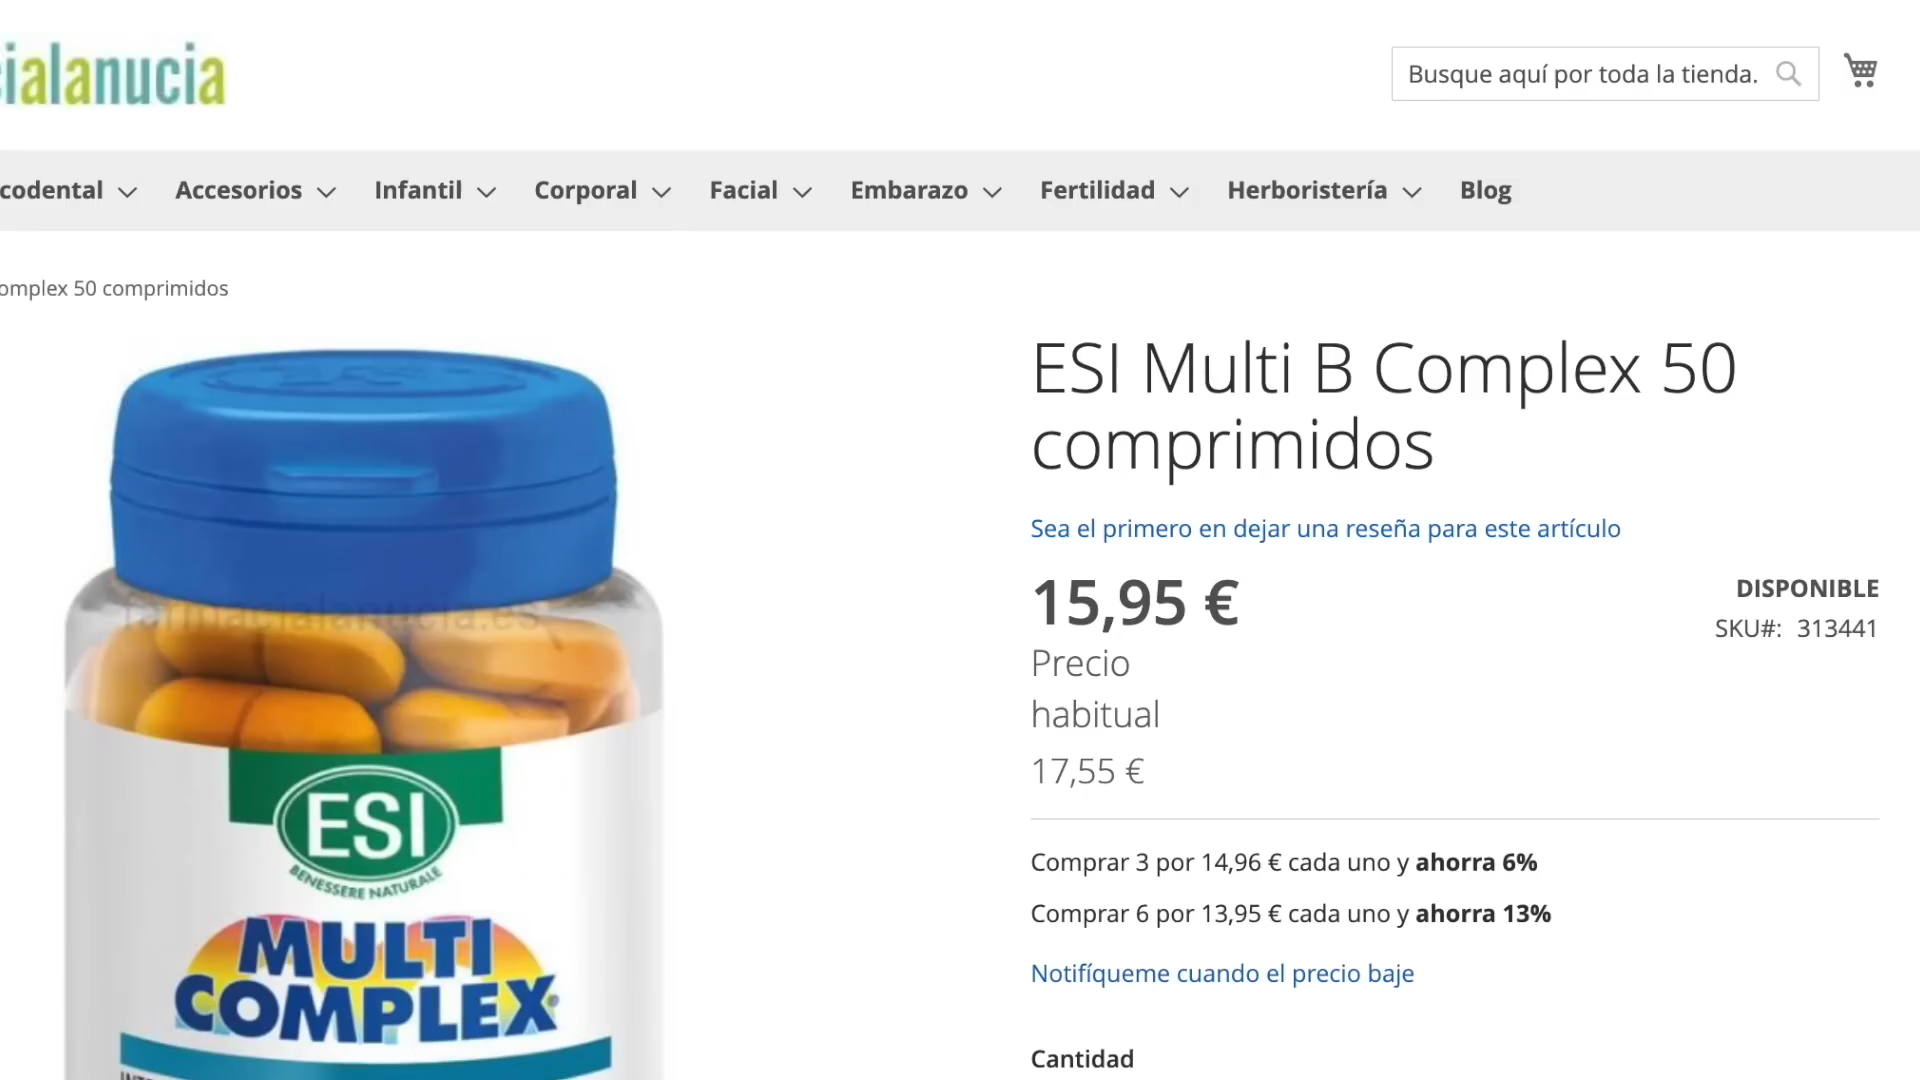 cialanucia
Busque aquí por toda la tienda.
codental Accesorios Infantil Corporal Facial Embarazo Fertilidad Herboristería Blog
omplex 50 comprimidos
ESI Multi B Complex 50
comprimidos
Sea el primero en dejar una reseña para este artículo
15,95 €
DISPONIBLE
SKU#: 313441
Precio
habitual
17,55 €
Comprar 3 por 14,96 € cada uno y ahorra 6%
Comprar 6 por 13,95 € cada uno y ahorra 13%
Notifíqueme cuando el precio baje
Cantidad
farmacialanucia.es
ESI
BENESSERE NATURALE
MULTI
COMPLEX